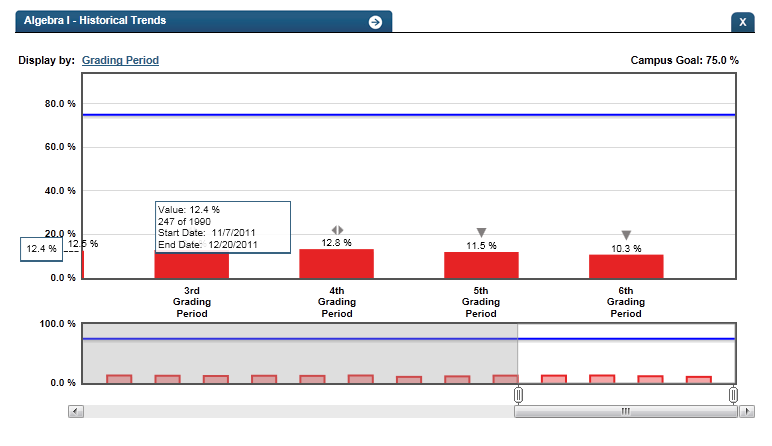 Algebra I - Historical Trends
X
Display by: Grading Period
Campus Goal: 75.0 %
80.0 %
60.0 %
40.0 %
20.0 %
0.0 %
12.4 %
12.5 %
Value: 12.4 %
247 of 1990
Start Date: 11/7/2011
End Date: 12/20/2011
12.8 %
11.5 %
10.3 %
3rd
Grading
Period
4th
Grading
Period
5th
Grading
Period
6th
Grading
Period
100.0 %
0.0 %